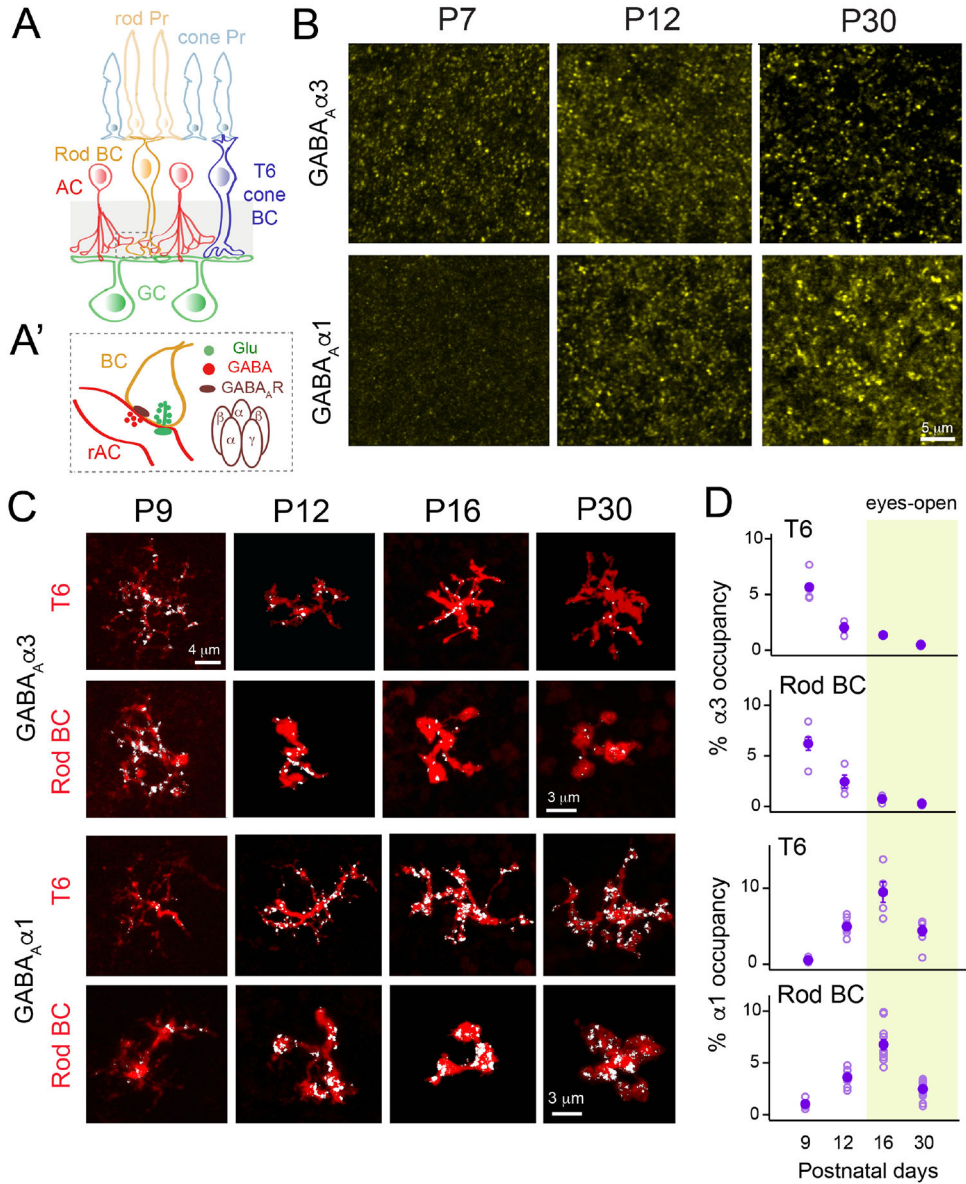 A
rod Pr
cone Pr
Rod BC
AC
T6
cone
BC
GC
A'
BC
Glu
GABA
GABAAR
β α β
α γ
rAC
B
P7 P12 P30
GABAAα3
GABAAα1
5 μm
C
P9 P12 P16 P30
GABAAα3
T6
4 μm
Rod BC
3 μm
GABAAα1
T6
Rod BC
3 μm
D
eyes-open
% α3 occupancy
T6
10
5
0
Rod BC
10
5
0
% α1 occupancy
T6
10
0
Rod BC
10
5
0
9 12 16 30
Postnatal days